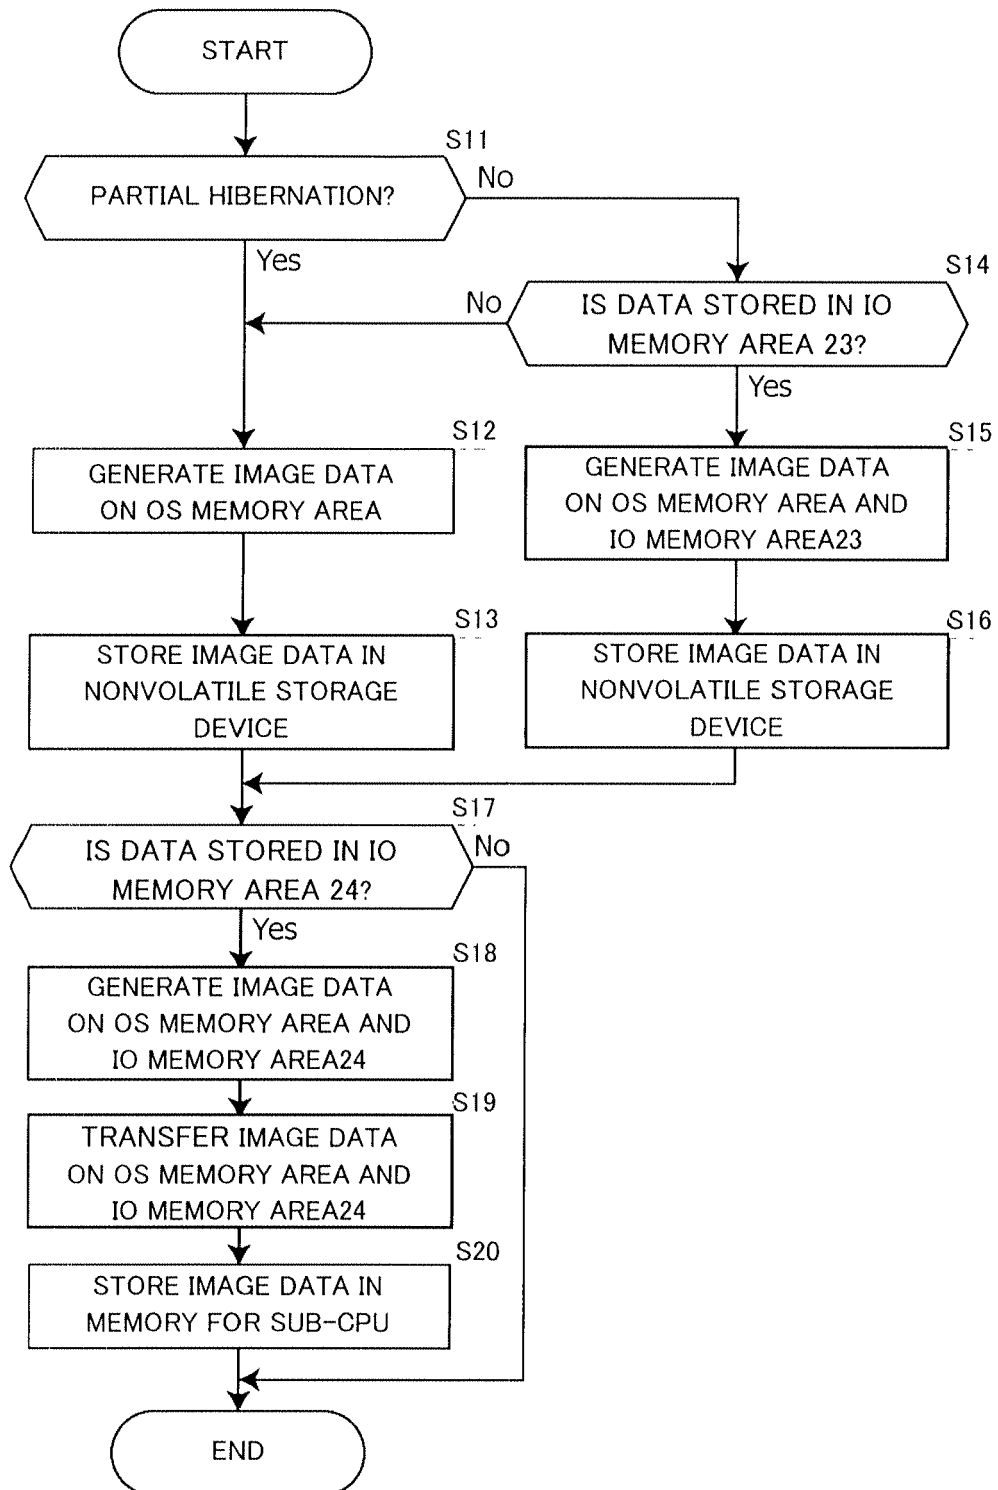 START
S11
PARTIAL HIBERNATION?
No
Yes
S14
No
IS DATA STORED IN IO
MEMORY AREA 23?
Yes
S12
GENERATE IMAGE DATA
ON OS MEMORY AREA
S15
GENERATE IMAGE DATA
ON OS MEMORY AREA AND
IO MEMORY AREA23
S13
STORE IMAGE DATA IN
NONVOLATILE STORAGE
DEVICE
S16
STORE IMAGE DATA IN
NONVOLATILE STORAGE
DEVICE
S17
IS DATA STORED IN IO
MEMORY AREA 24?
No
Yes
S18
GENERATE IMAGE DATA
ON OS MEMORY AREA AND
IO MEMORY AREA24
S19
TRANSFER IMAGE DATA
ON OS MEMORY AREA AND
IO MEMORY AREA24
S20
STORE IMAGE DATA IN
MEMORY FOR SUB-CPU
END